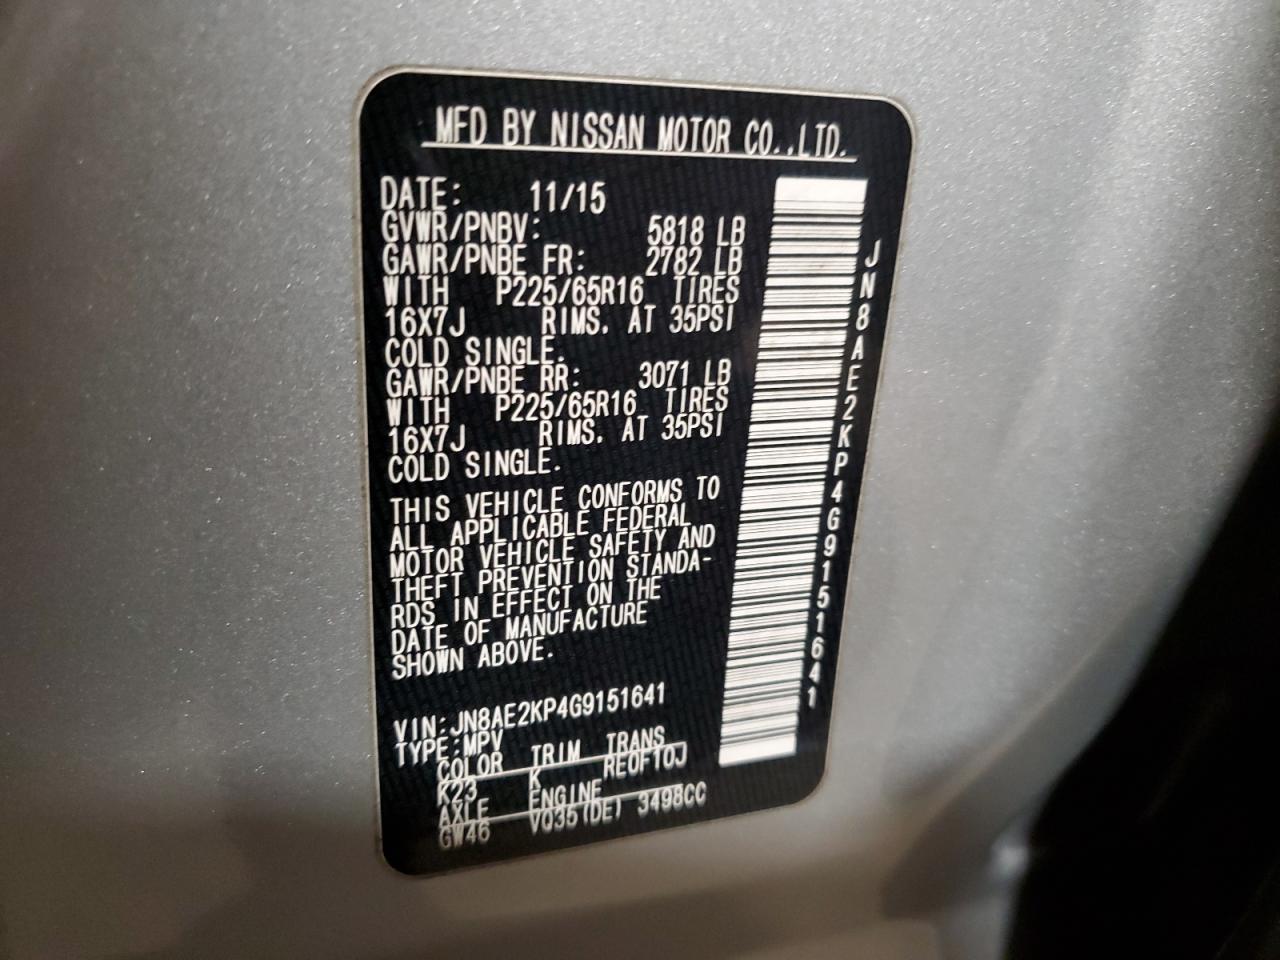 MFD BY NISSAN MOTOR CO.,LTD.
DATE: 11/15
GVWR/PNBV: 5818 LB
GAWR/PNBE FR: 2782 LB
WITH P225/65R16 TIRES
16X7J RIMS. AT 35PSI
COLD SINGLE.
GAWR/PNBE RR: 3071 LB
WITH P225/65R16 TIRES
16X7J RIMS. AT 35PSI
COLD SINGLE.
THIS VEHICLE CONFORMS TO
ALL APPLICABLE FEDERAL
MOTOR VEHICLE SAFETY AND
THEFT PREVENTION STANDA-
RDS IN EFFECT ON THE
DATE OF MANUFACTURE
SHOWN ABOVE.
VIN:JN8AE2KP4G9151641
TYPE:MPV
COLOR TRIM TRANS
K23 K RE0F10J
AXLE ENGINE
GW46 VQ35(DE) 3498CC
JN8AE2KP4G9151641